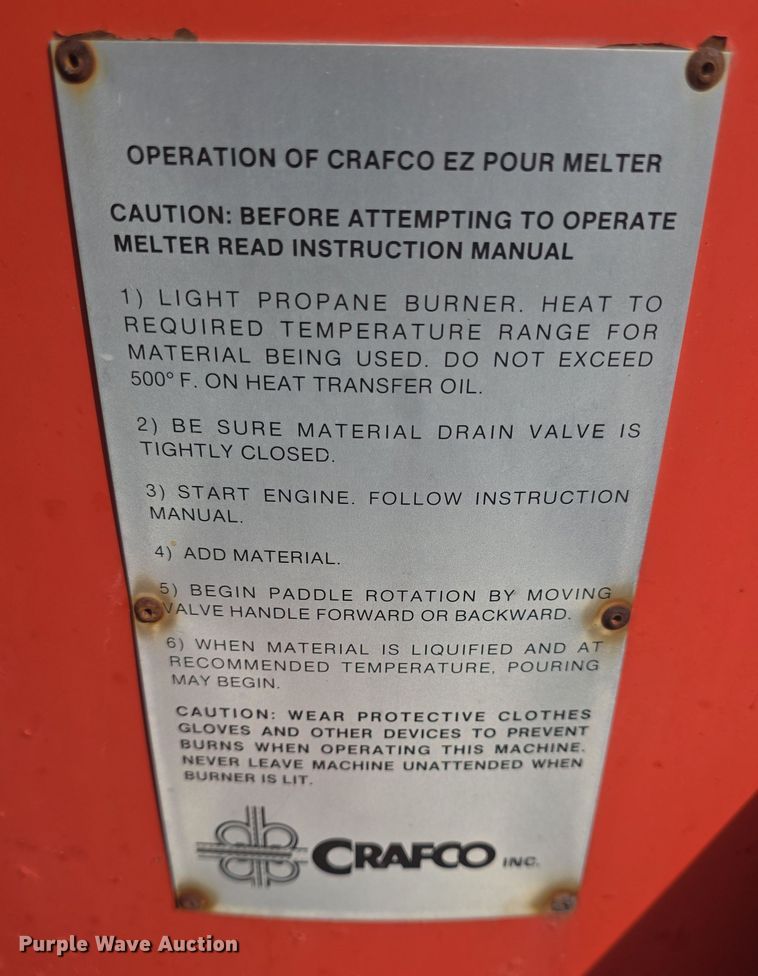 OPERATION OF CRAFCO EZ POUR MELTER
CAUTION: BEFORE ATTEMPTING TO OPERATE
MELTER READ INSTRUCTION MANUAL
1) LIGHT PROPANE BURNER. HEAT TO
REQUIRED TEMPERATURE RANGE FOR
MATERIAL BEING USED. DO NOT EXCEED
500° F. ON HEAT TRANSFER OIL.
2) BE SURE MATERIAL DRAIN VALVE IS
TIGHTLY CLOSED.
3) START ENGINE. FOLLOW INSTRUCTION
MANUAL.
4) ADD MATERIAL.
5) BEGIN PADDLE ROTATION BY MOVING
VALVE HANDLE FORWARD OR BACKWARD.
6) WHEN MATERIAL IS LIQUIFIED AND AT
RECOMMENDED TEMPERATURE, POURING
MAY BEGIN.
CAUTION: WEAR PROTECTIVE CLOTHES
GLOVES AND OTHER DEVICES TO PREVENT
BURNS WHEN OPERATING THIS MACHINE.
NEVER LEAVE MACHINE UNATTENDED WHEN
BURNER IS LIT.
CRAFCO INC.
Purple Wave Auction